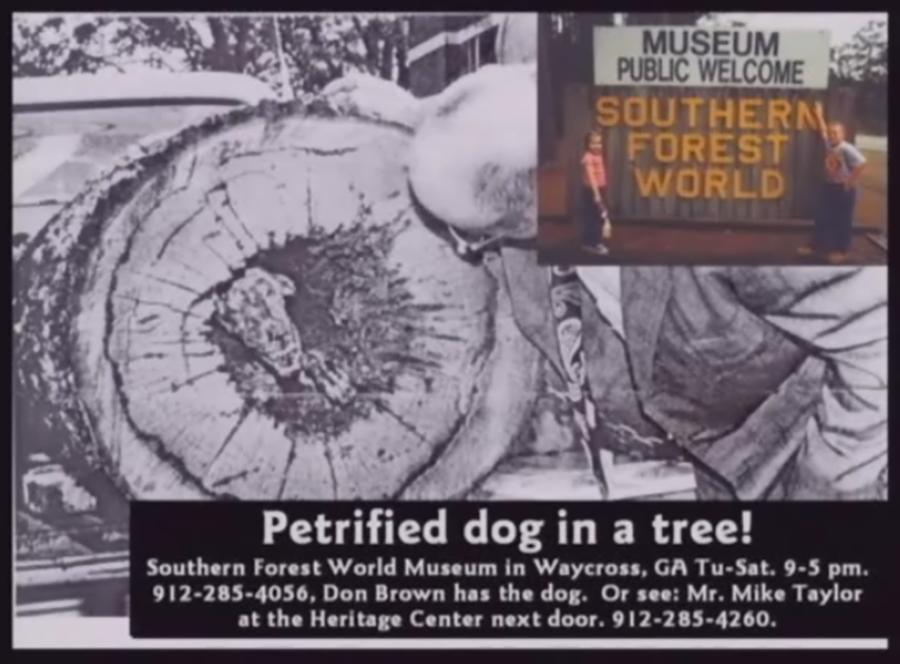 MUSEUM
PUBLIC WELCOME
SOUTHERN
FOREST
WORLD
Petrified dog in a tree!
Southern Forest World Museum in Waycross, GA Tu-Sat. 9-5 pm.
912-285-4056, Don Brown has the dog. Or see: Mr. Mike Taylor
at the Heritage Center next door. 912-285-4260.